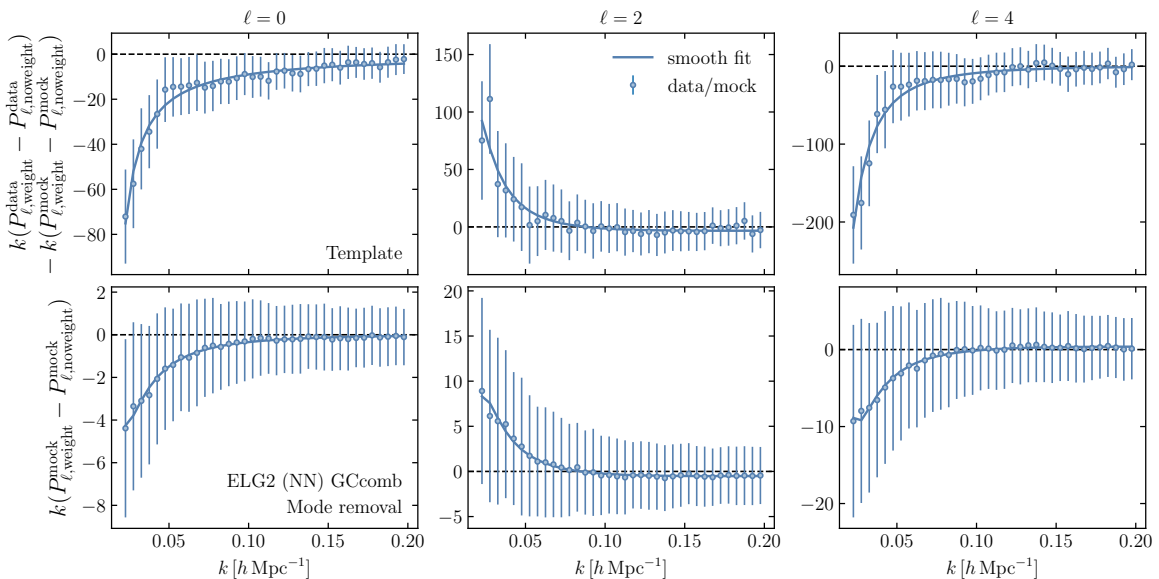 ℓ = 0
ℓ = 2
ℓ = 4
k(P^data_ℓ,weight − P^data_ℓ,noweight)
− k(P^mock_ℓ,weight − P^mock_ℓ,noweight)
0
−20
−40
−60
−80
Template
150
100
50
0
smooth fit
data/mock
0
−100
−200
k(P^mock_ℓ,weight − P^mock_ℓ,noweight)
2
0
−2
−4
−6
−8
ELG2 (NN) GCcomb
Mode removal
20
15
10
5
0
−5
0
−10
−20
0.05 0.10 0.15 0.20
0.05 0.10 0.15 0.20
0.05 0.10 0.15 0.20
k [h Mpc⁻¹]
k [h Mpc⁻¹]
k [h Mpc⁻¹]